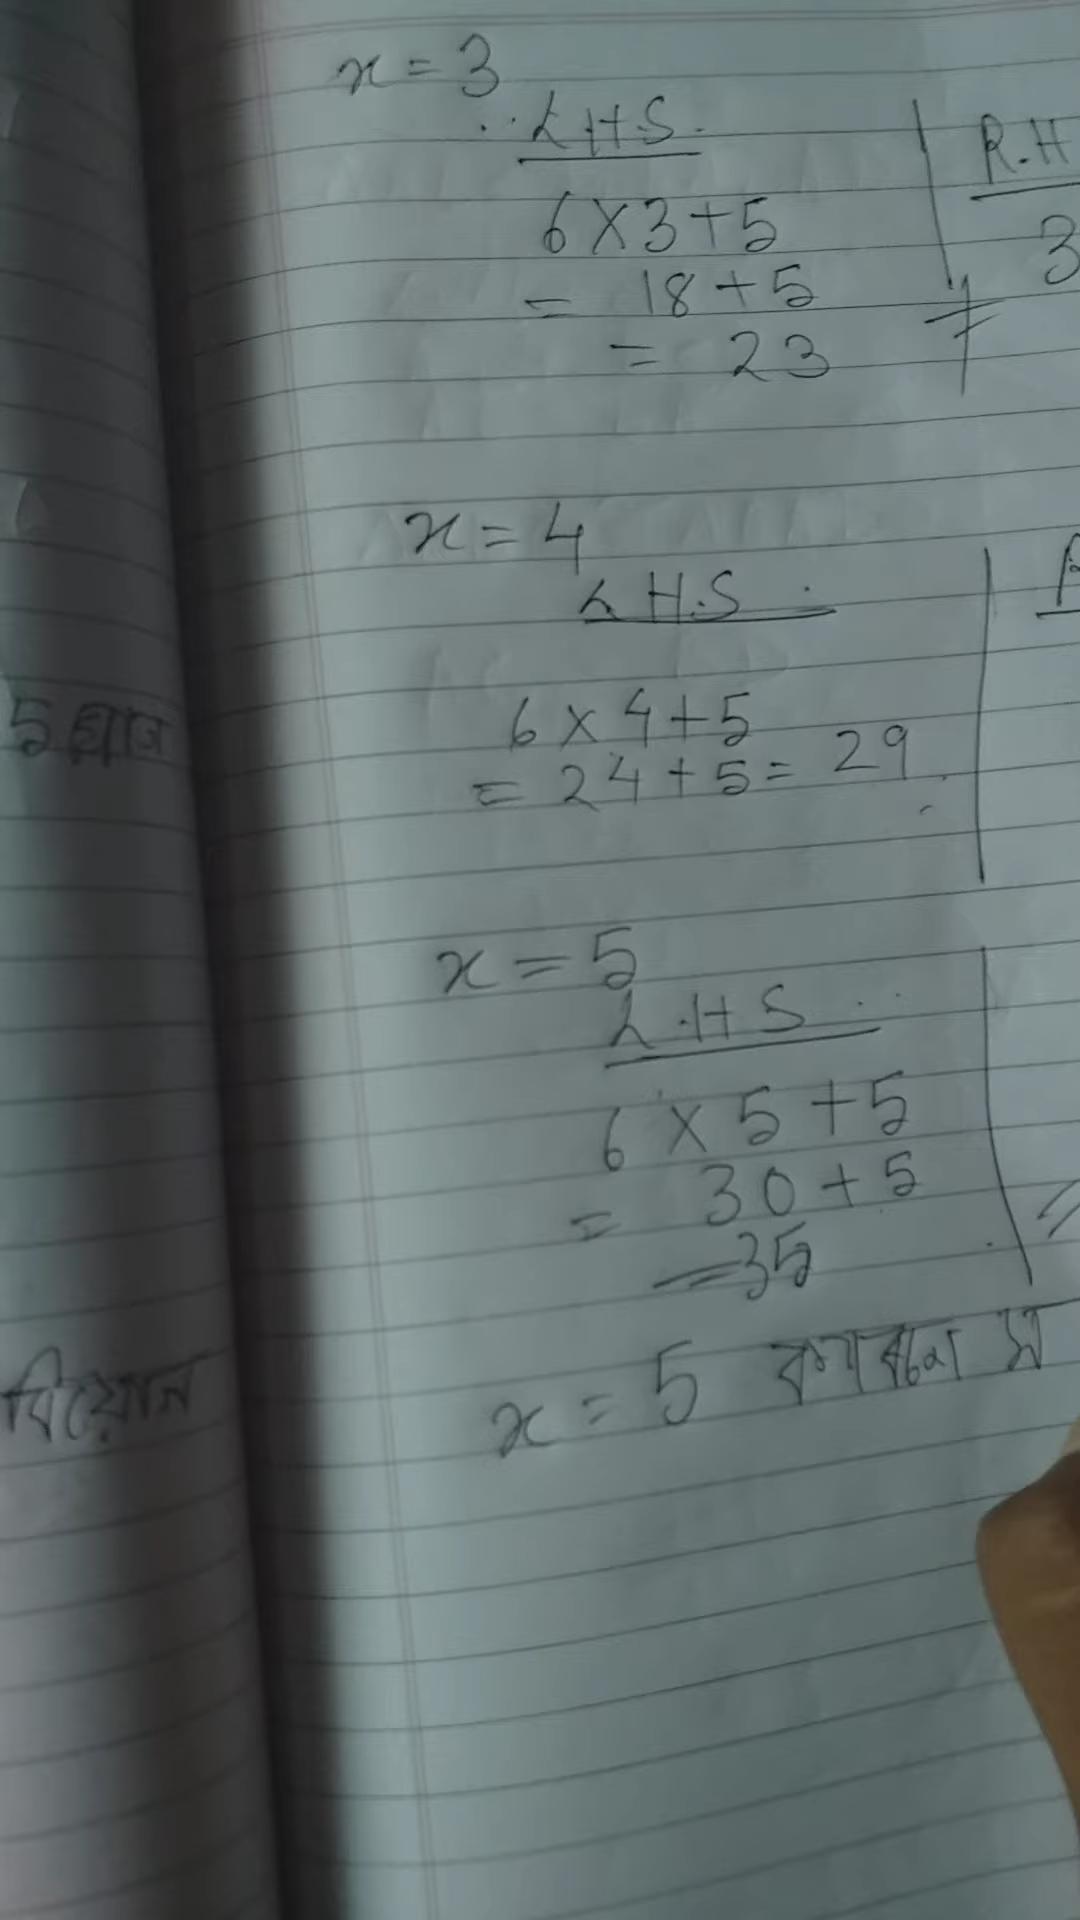 x = 3
L.H.S.
R.H
6×3+5
3
= 18+5
≠
= 23
x = 4
L.H.S.
6×4+5
= 24+5 = 29
x = 5
L.H.S.
6×5+5
= 30+5
=
= 35
x = 5
5
বিয়োগ